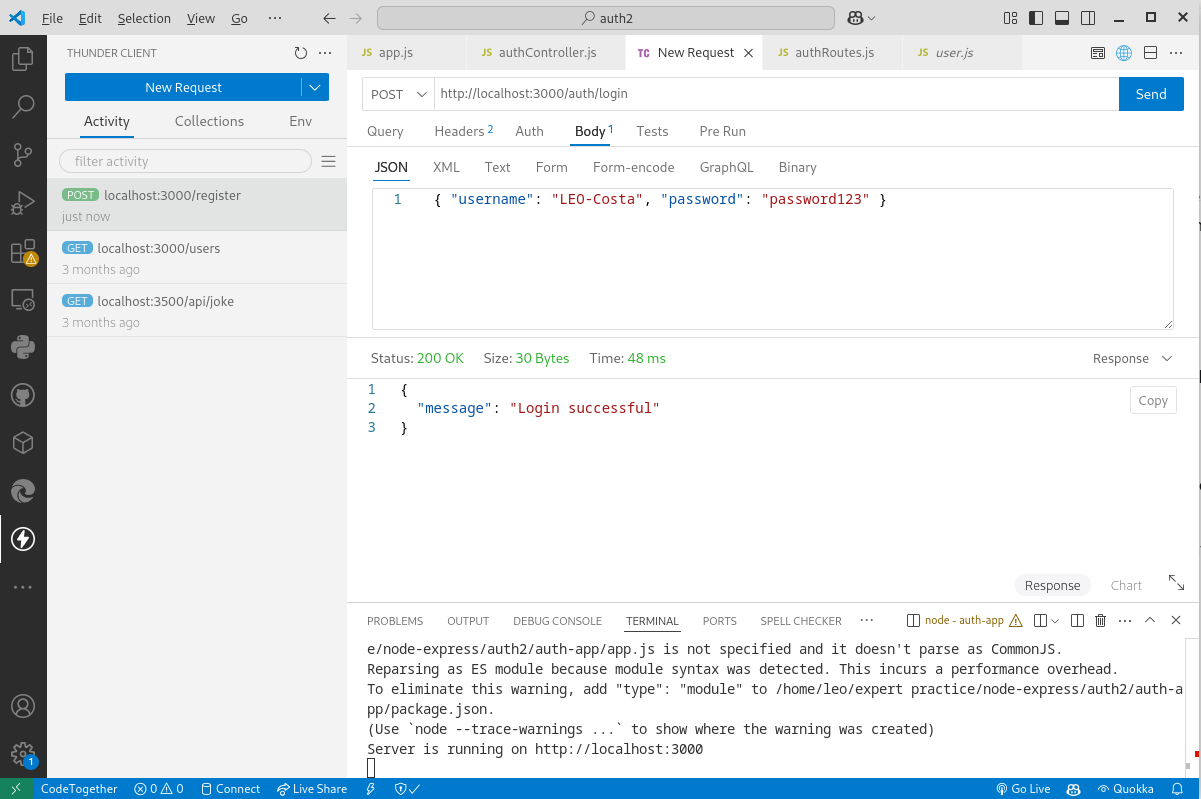 File Edit Selection View Go ··· auth2
THUNDER CLIENT
New Request
Activity Collections Env
filter activity
POST localhost:3000/register
just now
GET localhost:3000/users
3 months ago
GET localhost:3500/api/joke
3 months ago
JS app.js JS authController.js TC New Request JS authRoutes.js JS user.js
POST http://localhost:3000/auth/login Send
Query Headers 2 Auth Body 1 Tests Pre Run
JSON XML Text Form Form-encode GraphQL Binary
1 { "username": "LEO-Costa", "password": "password123" }
Status: 200 OK Size: 30 Bytes Time: 48 ms Response
1 {
2 "message": "Login successful"
3 }
Copy
Response Chart
PROBLEMS OUTPUT DEBUG CONSOLE TERMINAL PORTS SPELL CHECKER ··· node - auth-app
e/node-express/auth2/auth-app/app.js is not specified and it doesn't parse as CommonJS.
Reparsing as ES module because module syntax was detected. This incurs a performance overhead.
To eliminate this warning, add "type": "module" to /home/leo/expert practice/node-express/auth2/auth-a
pp/package.json.
(Use `node --trace-warnings ...` to show where the warning was created)
Server is running on http://localhost:3000
1
CodeTogether 0 0 Connect Live Share Go Live Quokka